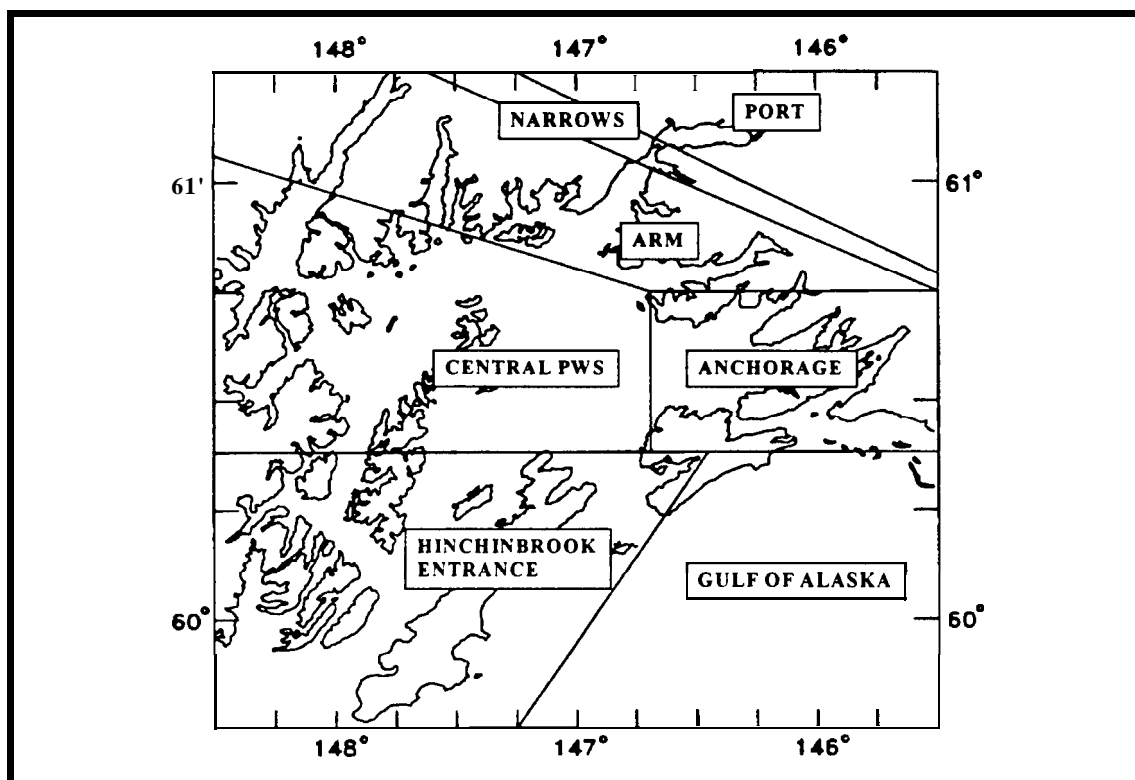 148° 147° 146°
NARROWS PORT
61' 61°
ARM
CENTRAL PWS ANCHORAGE
HINCHINBROOK
ENTRANCE
GULF OF ALASKA
60° 60°
148° 147° 146°